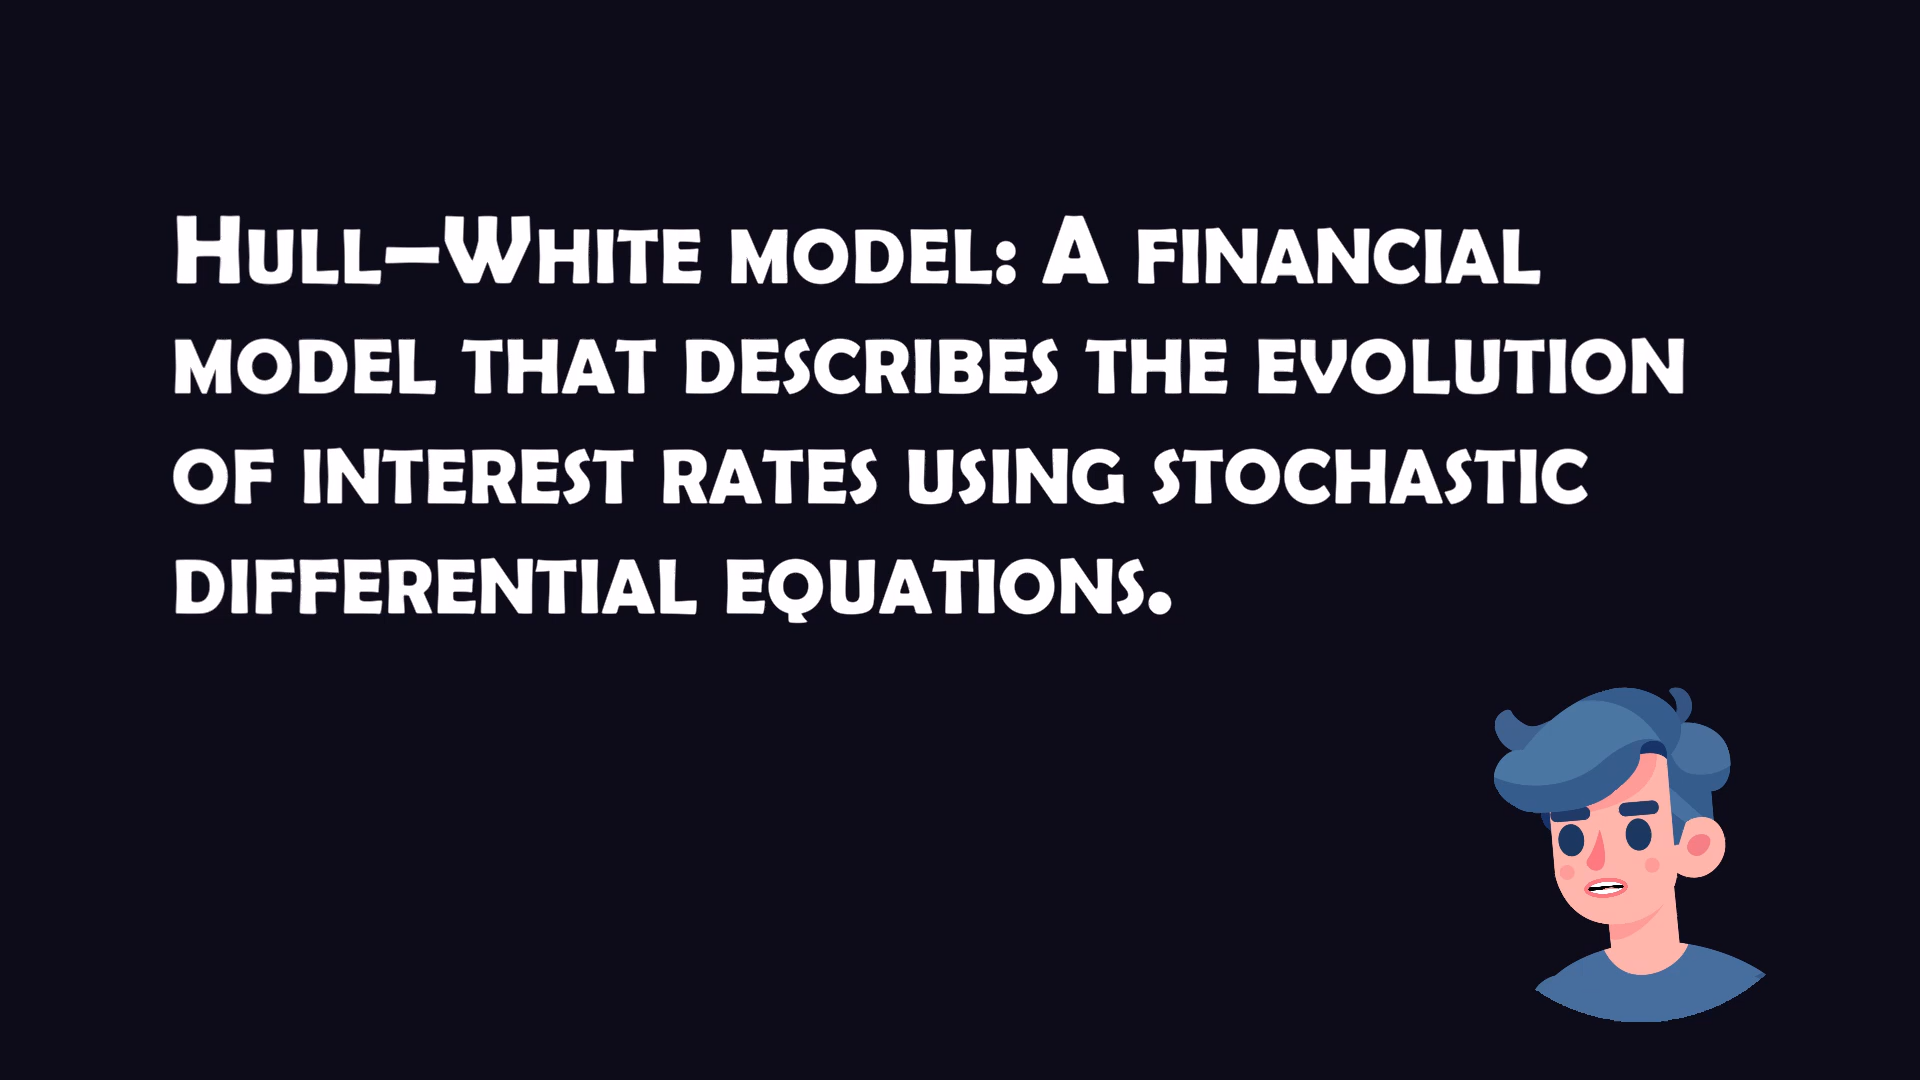 Hull–White model: A financial
model that describes the evolution
of interest rates using stochastic
differential equations.